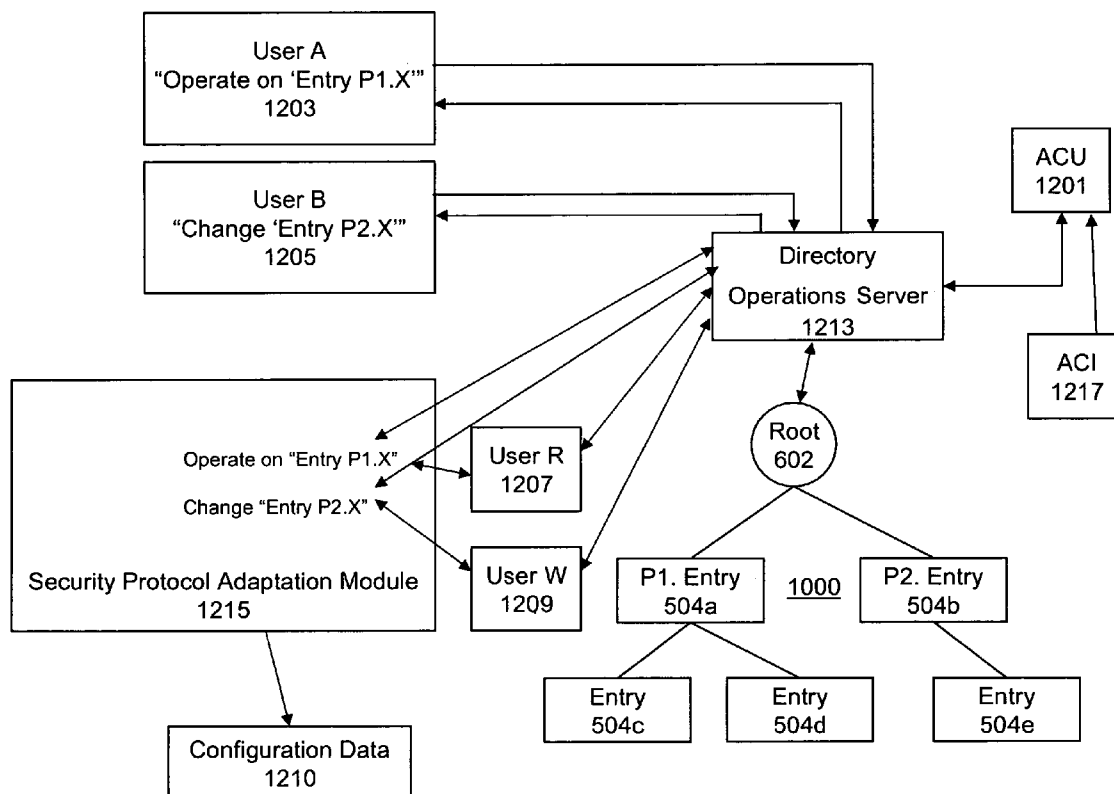 User A
“Operate on ‘Entry P1.X’”
1203
User B
“Change ‘Entry P2.X’”
1205
ACU
1201
Directory
Operations Server
1213
ACI
1217
Operate on “Entry P1.X”
Change “Entry P2.X”
Security Protocol Adaptation Module
1215
User R
1207
User W
1209
Root
602
P1. Entry
504a
1000
P2. Entry
504b
Entry
504c
Entry
504d
Entry
504e
Configuration Data
1210